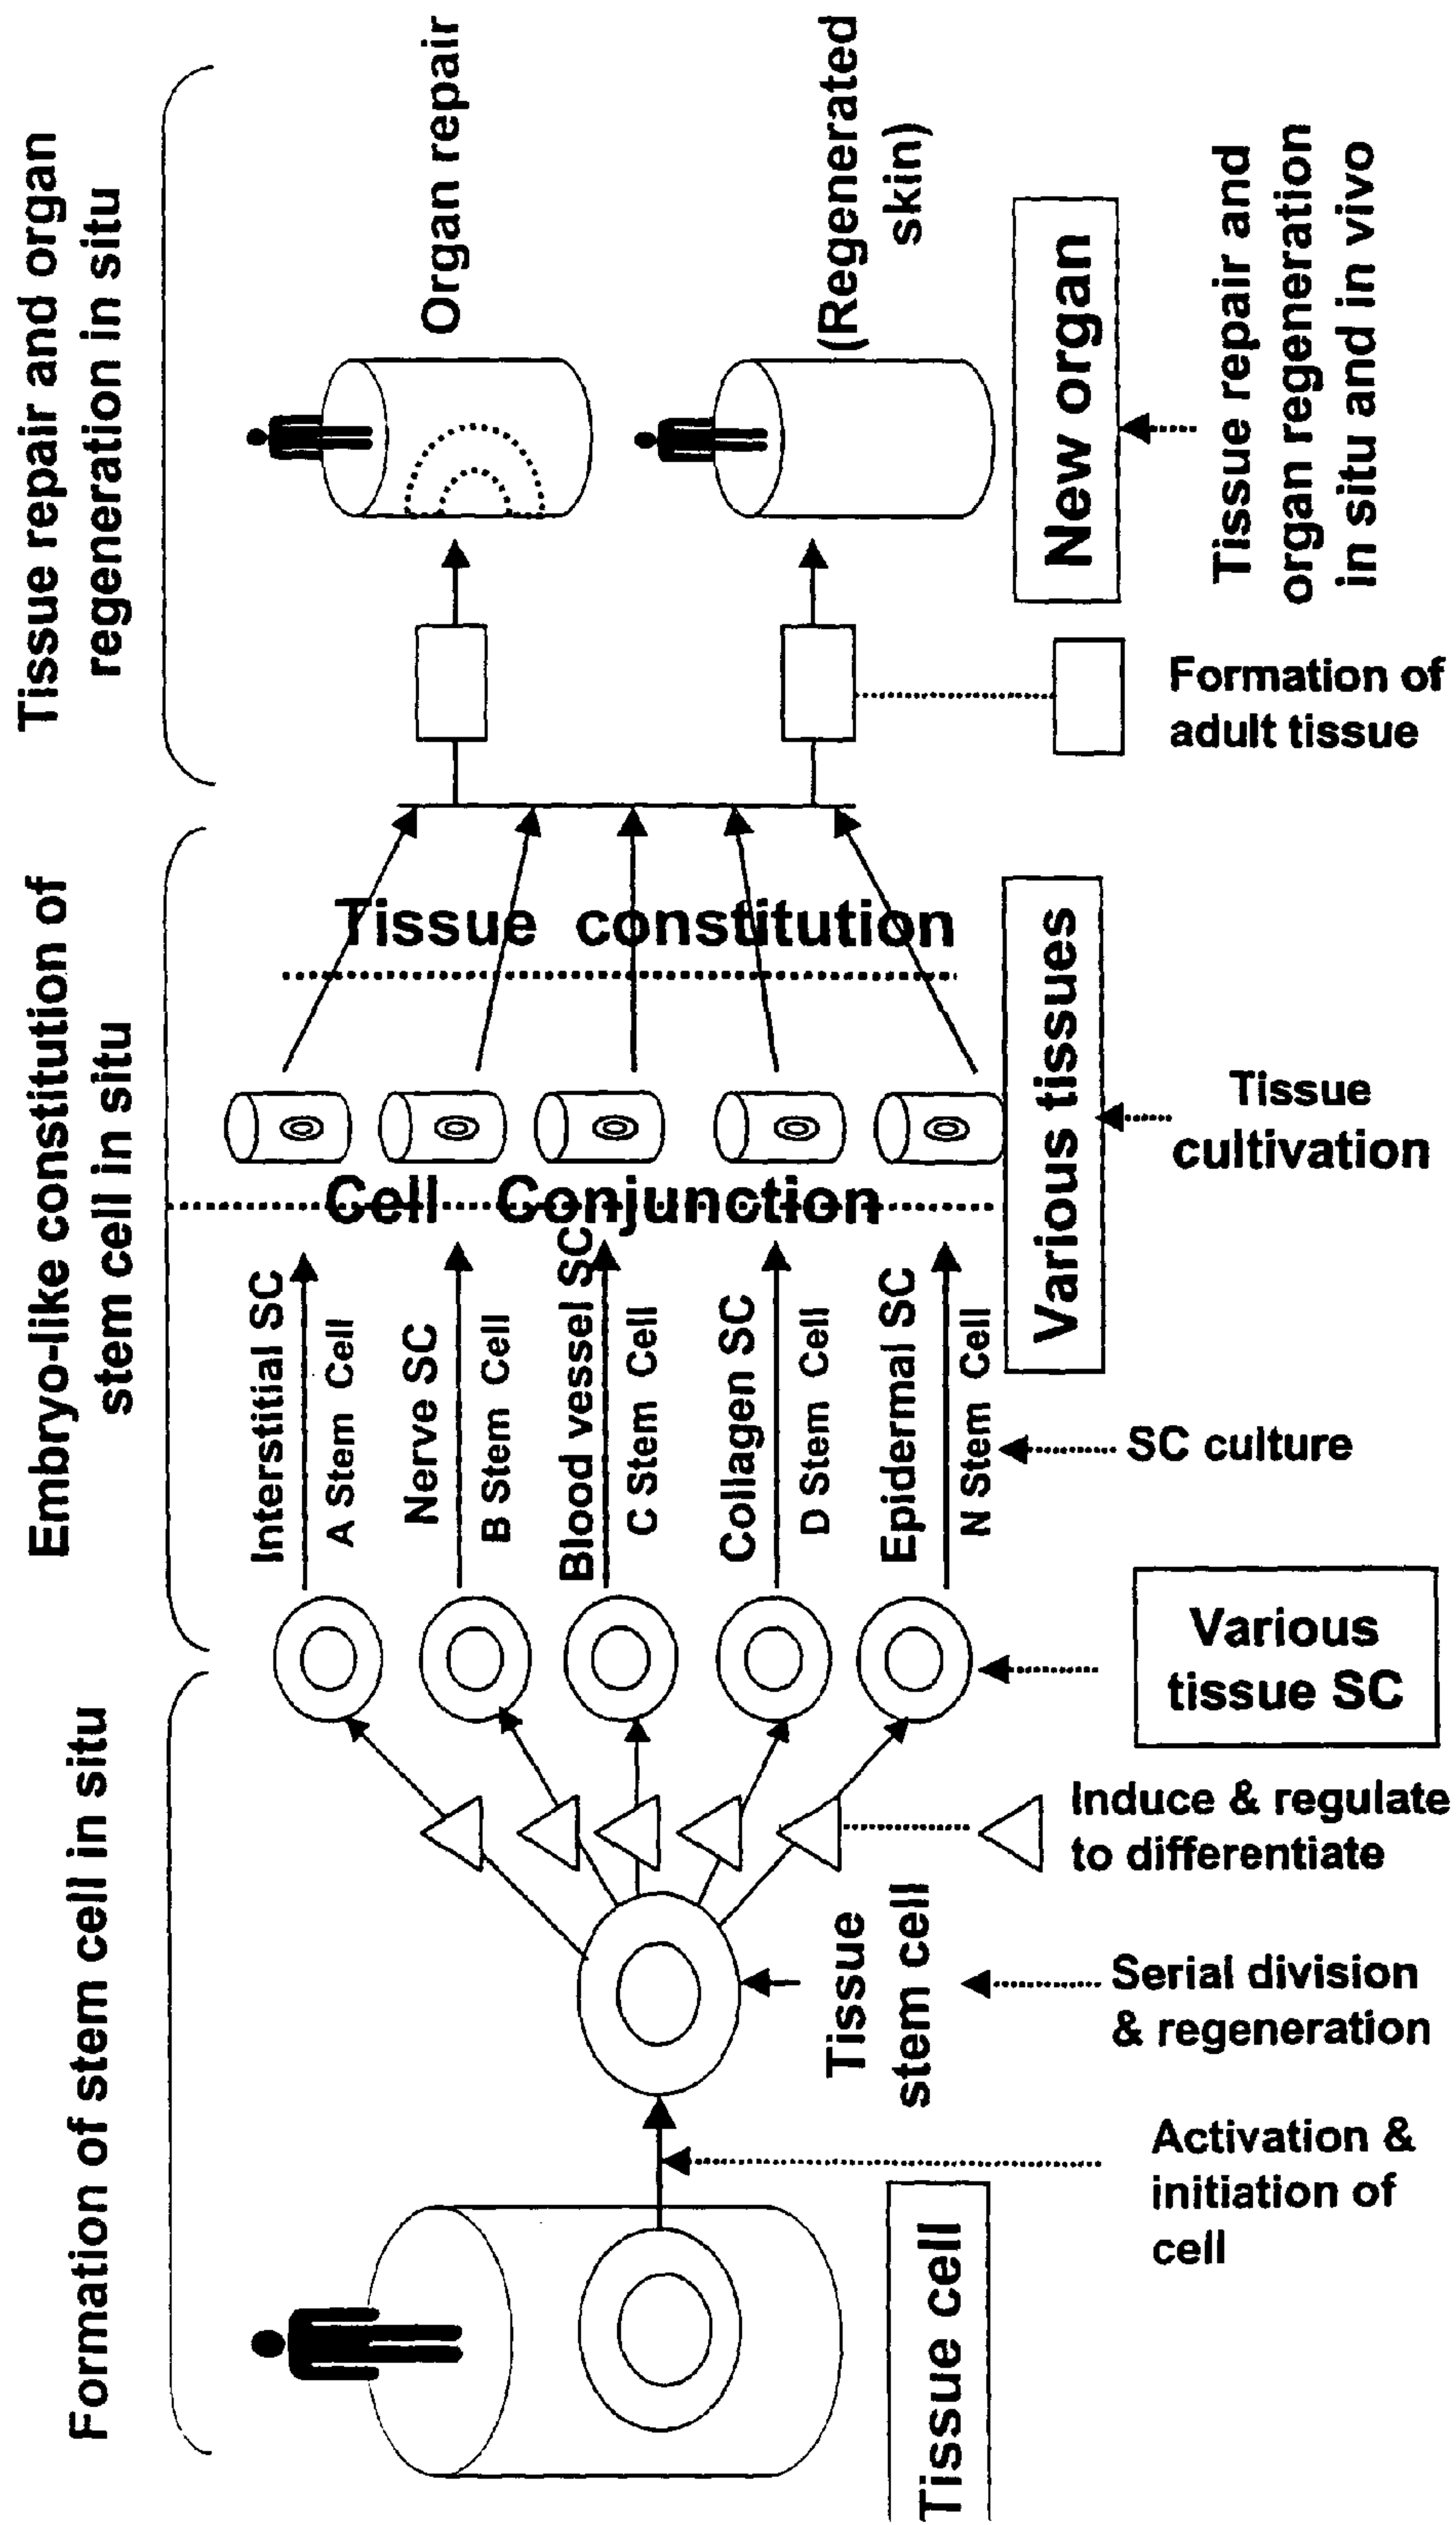 Tissue repair and organ
regeneration in situ
Organ repair
(Regenerated
skin)
New organ
Tissue repair and
organ regeneration
in situ and in vivo
Formation of
adult tissue
Embryo-like constitution of
stem cell in situ
Tissue constitution
Cell Conjunction
Various tissues
Tissue
cultivation
Interstitial SC
A Stem Cell
Nerve SC
B Stem Cell
Blood vessel SC
C Stem Cell
Collagen SC
D Stem Cell
Epidermal SC
N Stem Cell
SC culture
Various
tissue SC
Formation of stem cell in situ
Induce & regulate
to differentiate
Tissue
stem cell
Serial division
& regeneration
Activation &
initiation of
cell
Tissue cell